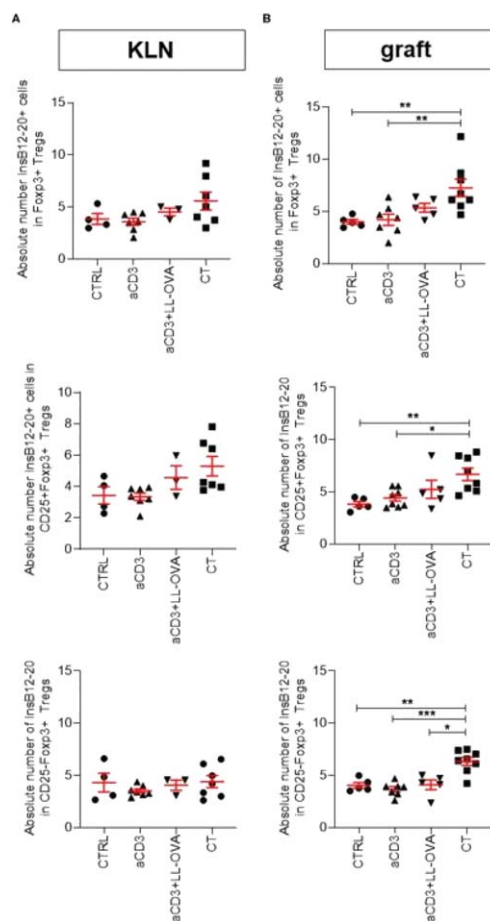 A
B
KLN
graft
Absolute number InsB12-20+ cells
in Foxp3+ Tregs
15
10
5
0
CTRL
aCD3
aCD3+LL-OVA
CT
Absolute number InsB12-20+ cells
in Foxp3+ Tregs
15
10
5
0
**
**
CTRL
aCD3
aCD3+LL-OVA
CT
Absolute number InsB12-20+ cells in
CD25+Foxp3+ Tregs
8
6
4
2
0
CTRL
aCD3
aCD3+LL-OVA
CT
Absolute number of InsB12-20
in CD25+Foxp3+ Tregs
15
10
5
0
**
*
CTRL
aCD3
aCD3+LL-OVA
CT
Absolute number of InsB12-20
in CD25-Foxp3+ Tregs
15
10
5
0
CTRL
aCD3
aCD3+LL-OVA
CT
Absolute number of InsB12-20
in CD25-Foxp3+ Tregs
15
10
5
0
**
***
*
CTRL
aCD3
aCD3+LL-OVA
CT